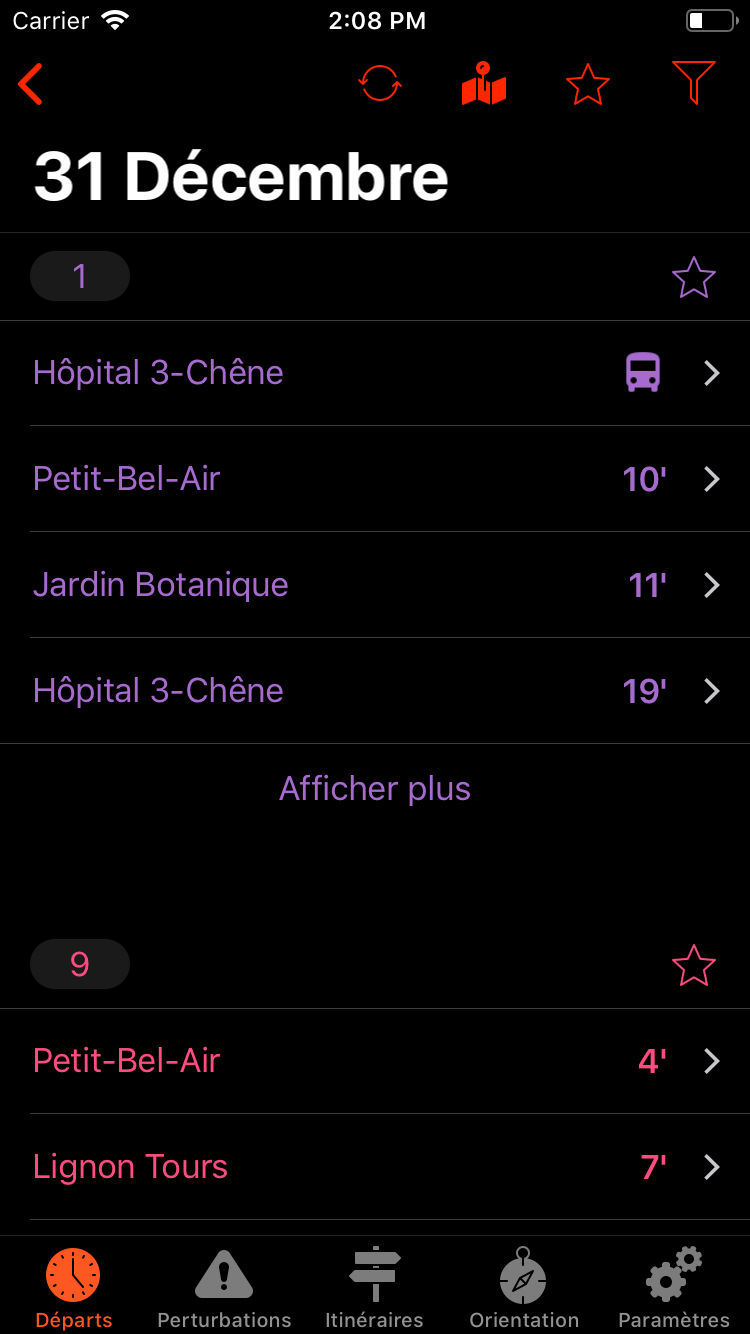 Carrier 2:08 PM
31 Décembre
1
Hôpital 3-Chêne
Petit-Bel-Air 10'
Jardin Botanique 11'
Hôpital 3-Chêne 19'
Afficher plus
9
Petit-Bel-Air 4'
Lignon Tours 7'
Départs Perturbations Itinéraires Orientation Paramètres